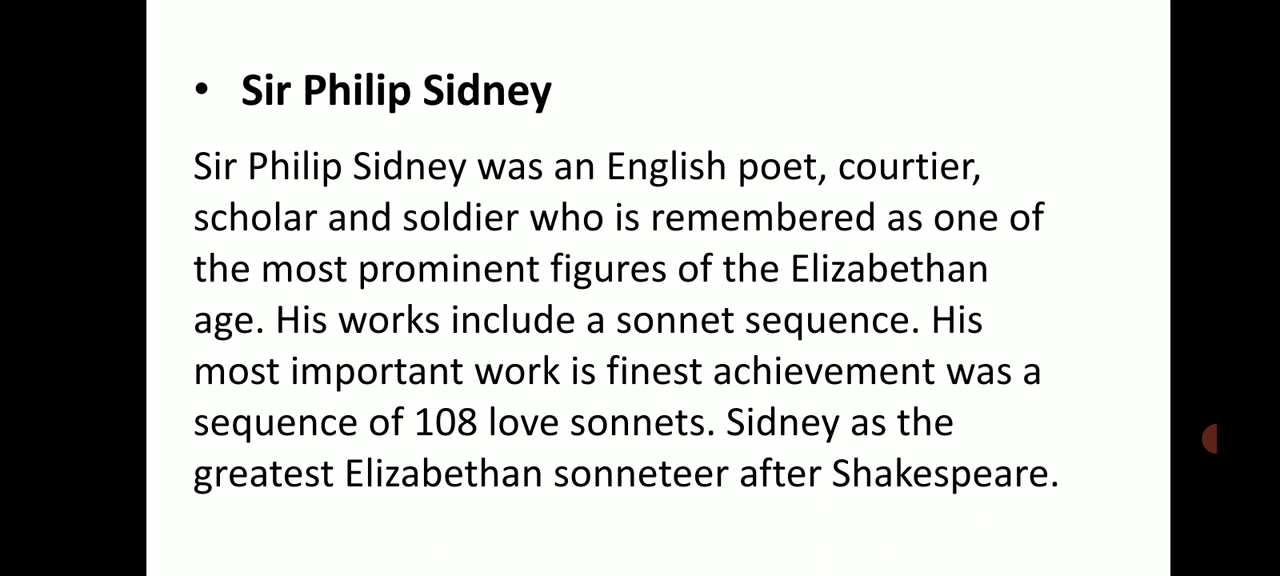 • Sir Philip Sidney
Sir Philip Sidney was an English poet, courtier,
scholar and soldier who is remembered as one of
the most prominent figures of the Elizabethan
age. His works include a sonnet sequence. His
most important work is finest achievement was a
sequence of 108 love sonnets. Sidney as the
greatest Elizabethan sonneteer after Shakespeare.